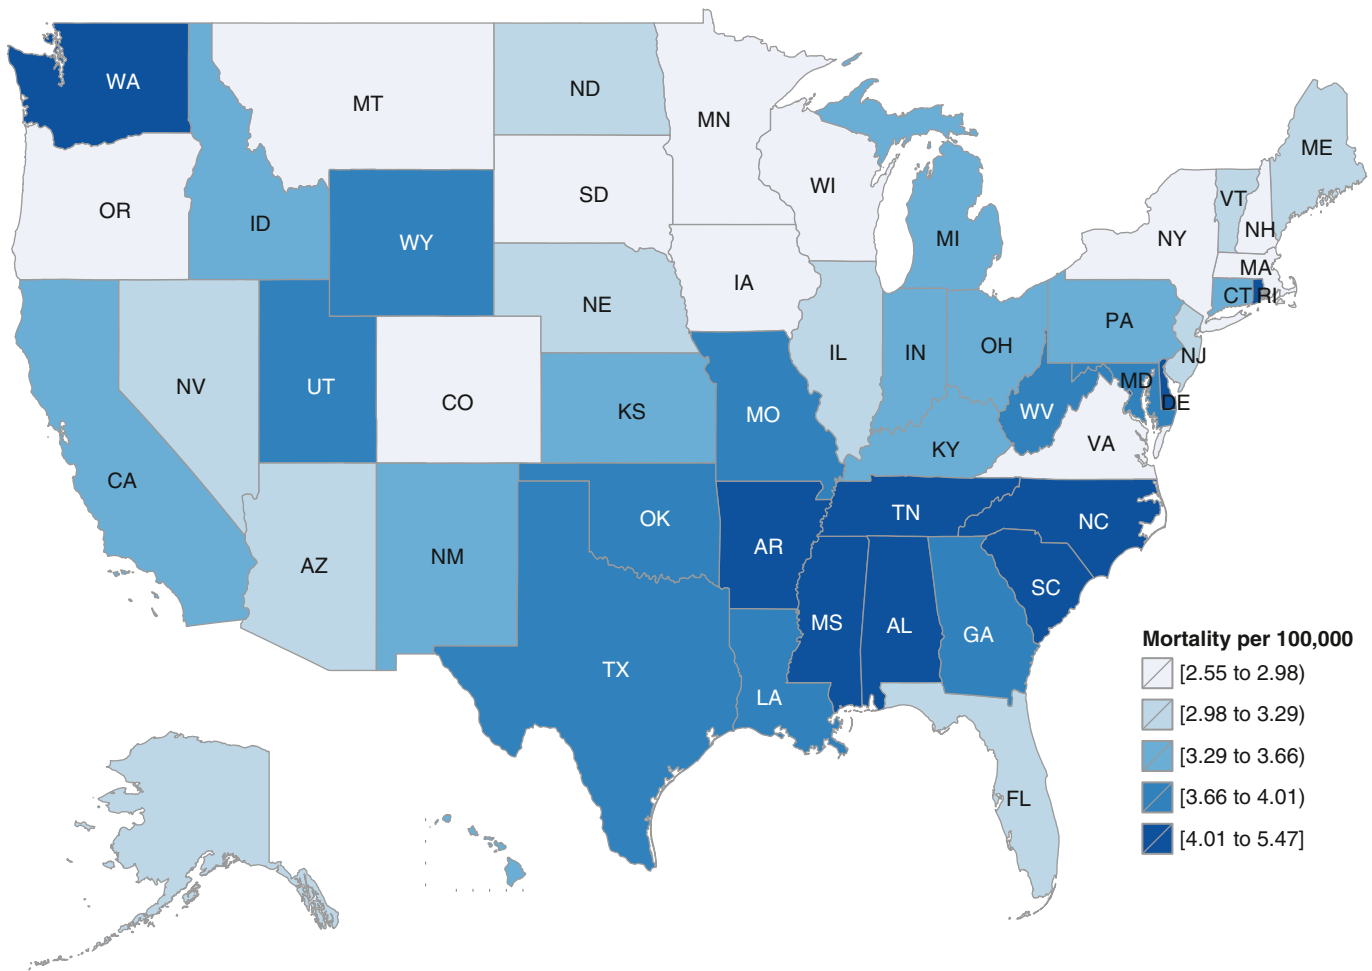 WA
MT
ND
MN
ME
OR
ID
WY
SD
WI
VT
NH
NY
MI
MA
IA
CT
RI
NE
PA
NV
UT
CO
IL
IN
OH
NJ
KS
MO
WV
MD
DE
CA
KY
VA
OK
TN
NC
AZ
NM
AR
SC
TX
MS
AL
GA
LA
FL
Mortality per 100,000
[2.55 to 2.98)
[2.98 to 3.29)
[3.29 to 3.66)
[3.66 to 4.01)
[4.01 to 5.47]